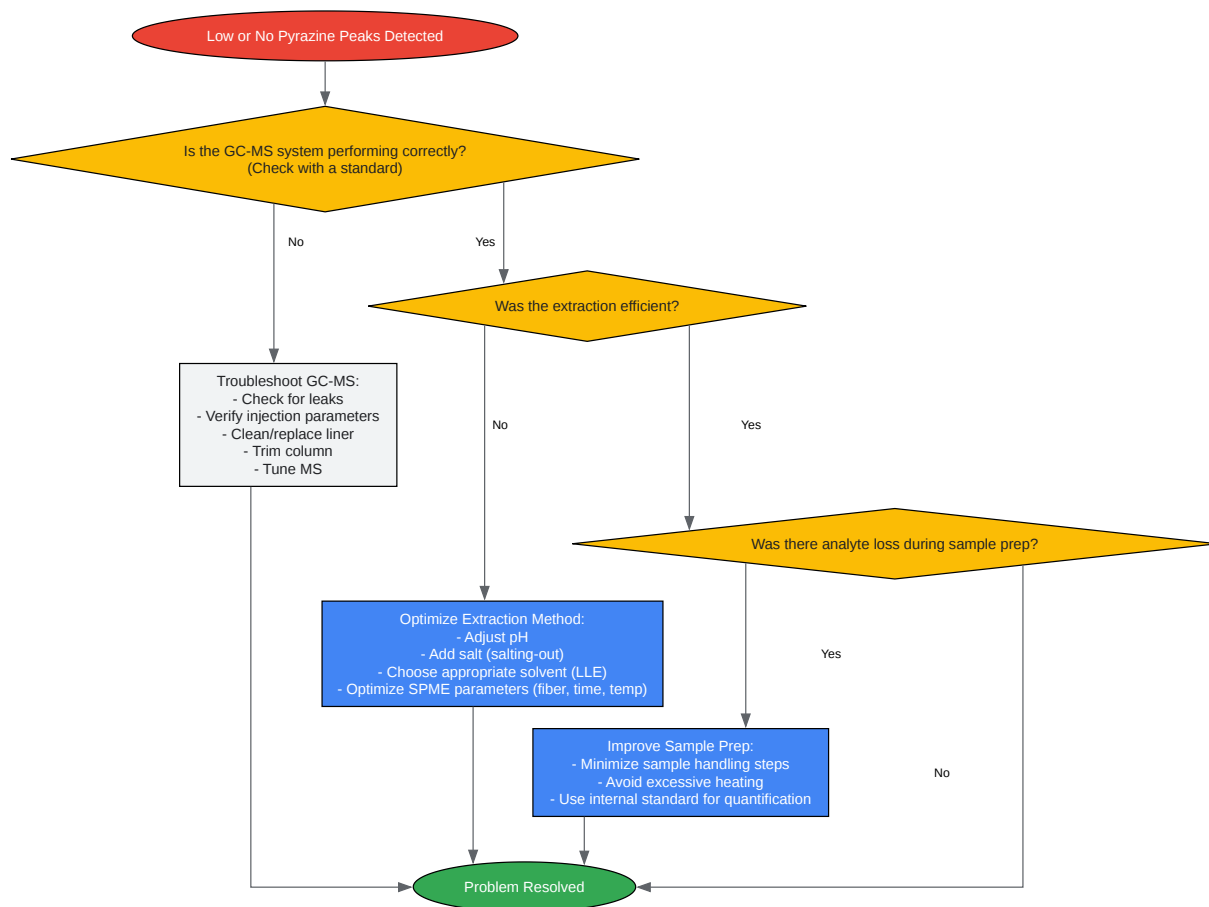 Low or No Pyrazine Peaks Detected
Is the GC-MS system performing correctly?
(Check with a standard)
No
Yes
Was the extraction efficient?
Troubleshoot GC-MS:
- Check for leaks
- Verify injection parameters
- Clean/replace liner
- Trim column
- Tune MS
No
Yes
Was there analyte loss during sample prep?
Optimize Extraction Method:
- Adjust pH
- Add salt (salting-out)
- Choose appropriate solvent (LLE)
- Optimize SPME parameters (fiber, time, temp)
Yes
Improve Sample Prep:
- Minimize sample handling steps
- Avoid excessive heating
- Use internal standard for quantification
No
Problem Resolved